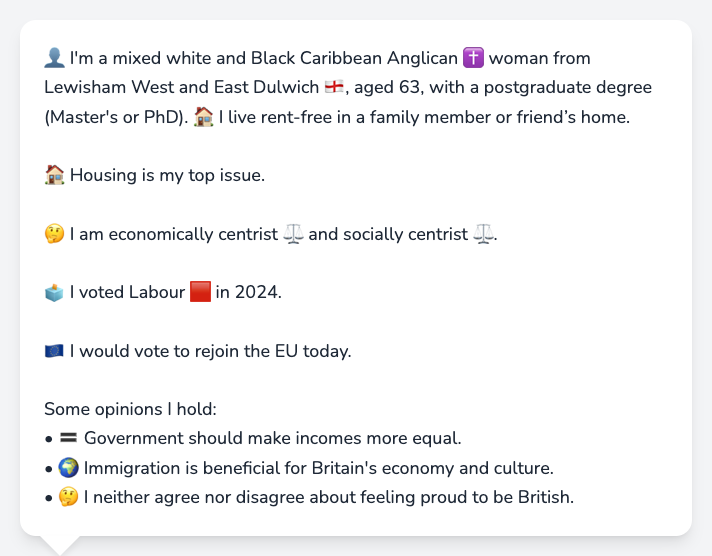 👤 I'm a mixed white and Black Caribbean Anglican ✝️ woman from
Lewisham West and East Dulwich 🏴󠁧󠁢󠁥󠁮󠁧󠁿, aged 63, with a postgraduate degree
(Master's or PhD). 🏠 I live rent-free in a family member or friend’s home.
🏠 Housing is my top issue.
🤔 I am economically centrist ⚖️ and socially centrist ⚖️.
🗳️ I voted Labour 🟥 in 2024.
🇪🇺 I would vote to rejoin the EU today.
Some opinions I hold:
• 🟰 Government should make incomes more equal.
• 🌍 Immigration is beneficial for Britain's economy and culture.
• 🤔 I neither agree nor disagree about feeling proud to be British.